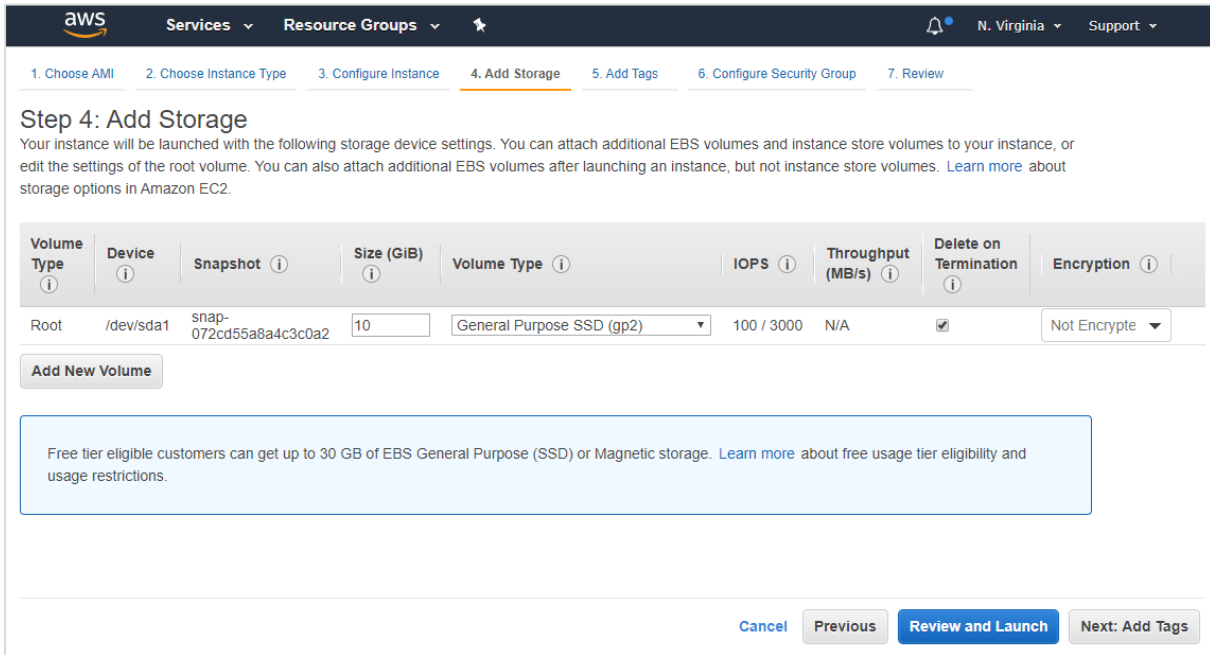 aws Services Resource Groups N. Virginia Support
1. Choose AMI 2. Choose Instance Type 3. Configure Instance 4. Add Storage 5. Add Tags 6. Configure Security Group 7. Review
Step 4: Add Storage
Your instance will be launched with the following storage device settings. You can attach additional EBS volumes and instance store volumes to your instance, or
edit the settings of the root volume. You can also attach additional EBS volumes after launching an instance, but not instance store volumes. Learn more about
storage options in Amazon EC2.
Volume Type Device Snapshot Size (GiB) Volume Type IOPS Throughput (MB/s) Delete on Termination Encryption
Root /dev/sda1 snap-072cd55a8a4c3c0a2 10 General Purpose SSD (gp2) 100 / 3000 N/A Not Encrypte
Add New Volume
Free tier eligible customers can get up to 30 GB of EBS General Purpose (SSD) or Magnetic storage. Learn more about free usage tier eligibility and
usage restrictions.
Cancel Previous Review and Launch Next: Add Tags